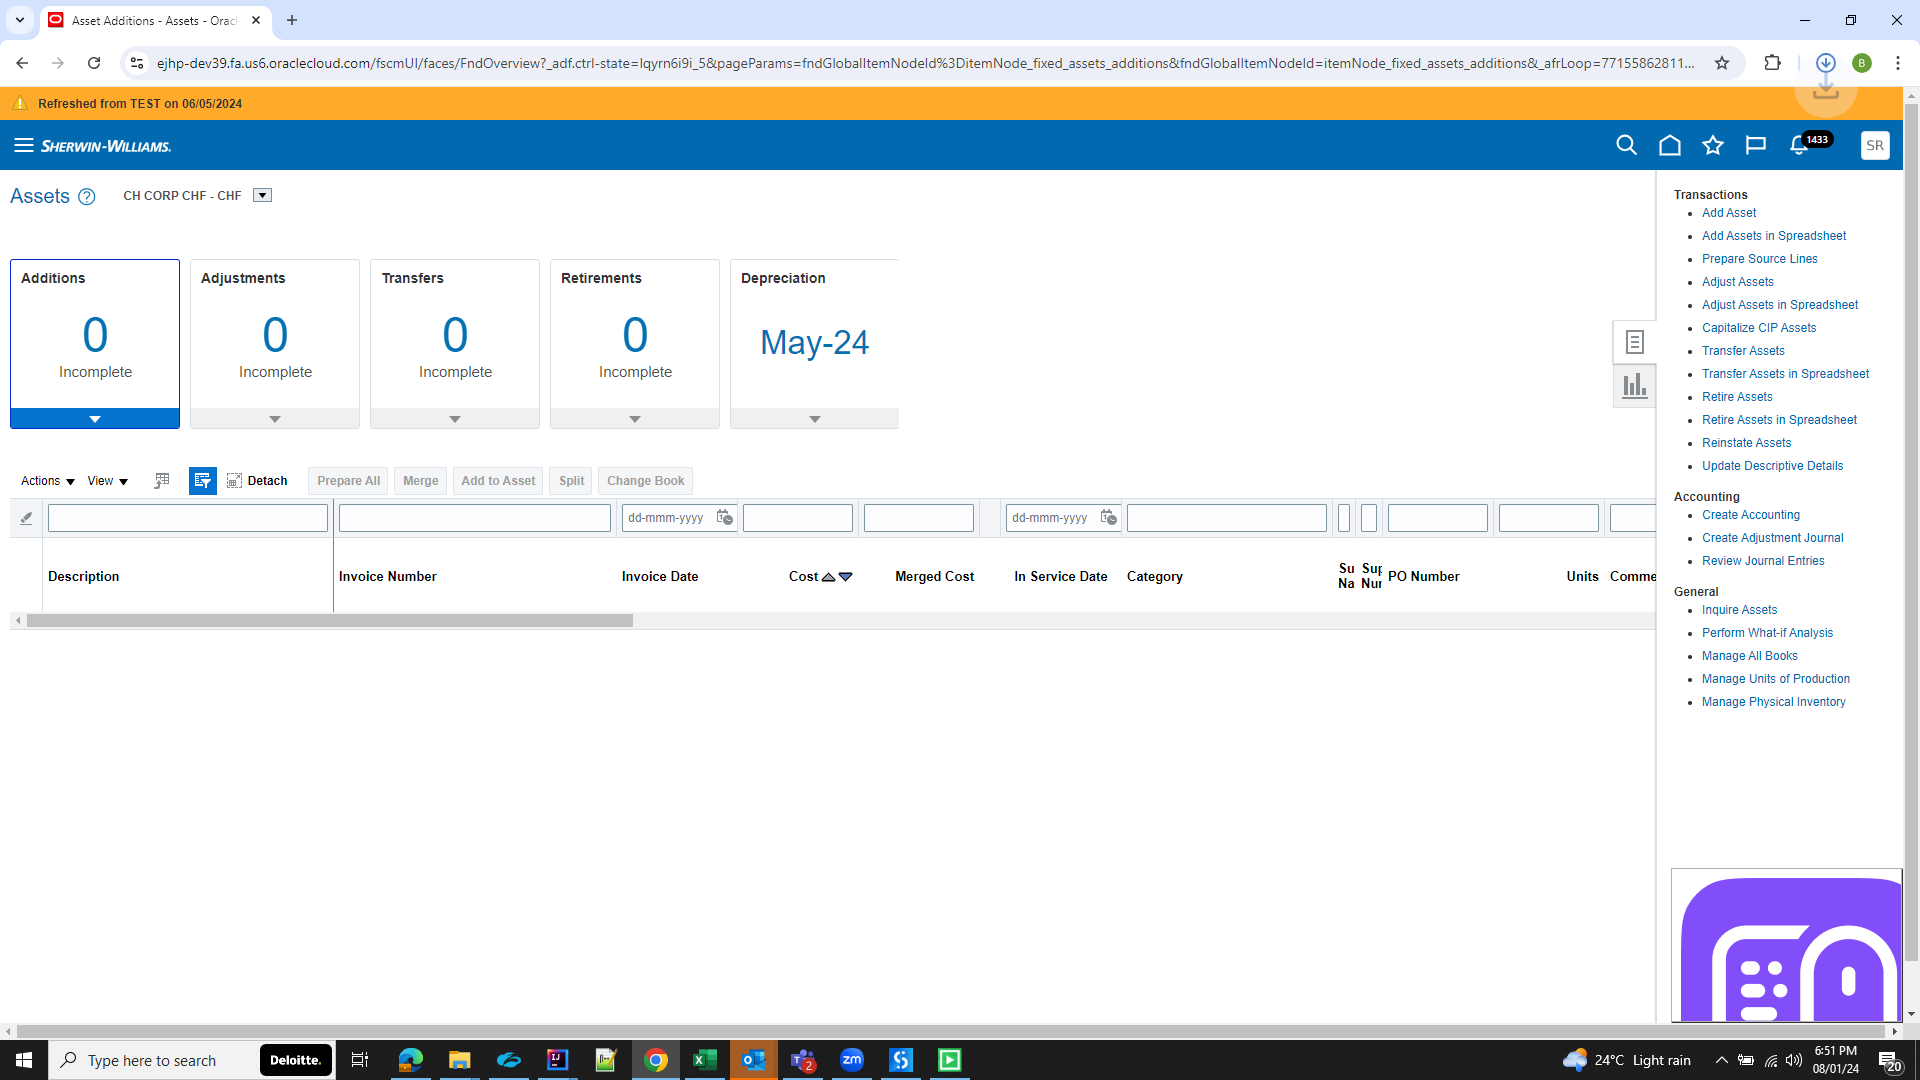 Asset Additions - Assets - Orac
ejhp-dev39.fa.us6.oraclecloud.com/fscmUI/faces/FndOverview?_adf.ctrl-state=lqyrn6i9i_5&pageParams=fndGlobalItemNodeId%3DitemNode_fixed_assets_additions&fndGlobalItemNodeId=itemNode_fixed_assets_additions&_afrLoop=77155862811...
B
Refreshed from TEST on 06/05/2024
SHERWIN-WILLIAMS.
1433
SR
Assets ?
CH CORP CHF - CHF
Additions
0
Incomplete
Adjustments
0
Incomplete
Transfers
0
Incomplete
Retirements
0
Incomplete
Depreciation
May-24
Actions View Detach Prepare All Merge Add to Asset Split Change Book
dd-mmm-yyyy dd-mmm-yyyy
Description Invoice Number Invoice Date Cost Merged Cost In Service Date Category Su Na Sup Nur PO Number Units Comme
Transactions
Add Asset
Add Assets in Spreadsheet
Prepare Source Lines
Adjust Assets
Adjust Assets in Spreadsheet
Capitalize CIP Assets
Transfer Assets
Transfer Assets in Spreadsheet
Retire Assets
Retire Assets in Spreadsheet
Reinstate Assets
Update Descriptive Details
Accounting
Create Accounting
Create Adjustment Journal
Review Journal Entries
General
Inquire Assets
Perform What-if Analysis
Manage All Books
Manage Units of Production
Manage Physical Inventory
Type here to search
Deloitte.
2
zm
24°C Light rain
6:51 PM
08/01/24
20